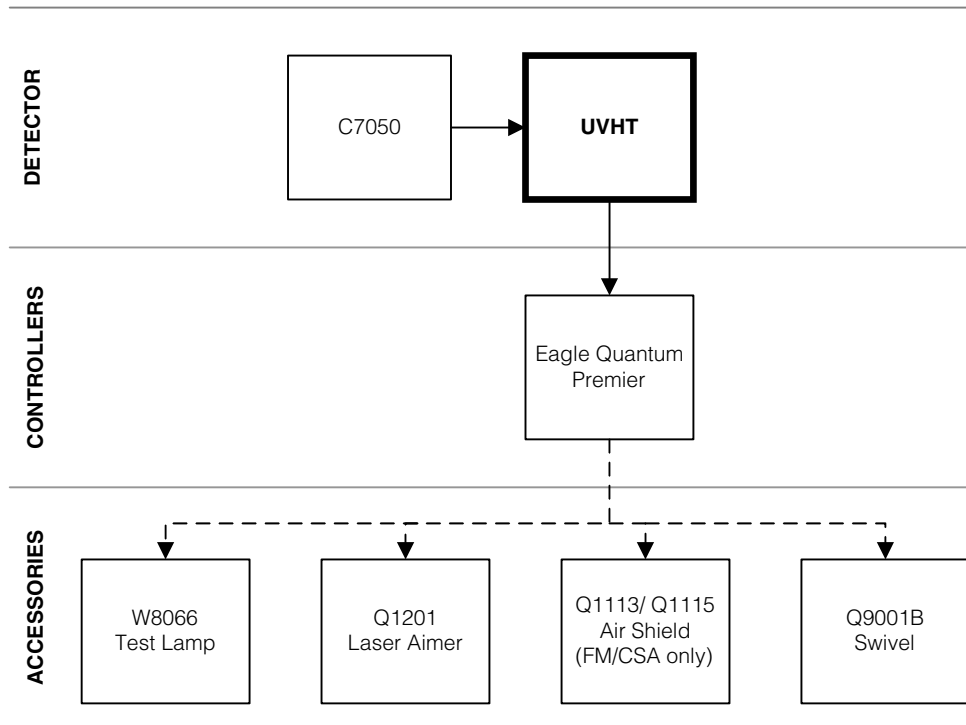 DETECTOR
C7050
UVHT
CONTROLLERS
Eagle Quantum
Premier
ACCESSORIES
W8066
Test Lamp
Q1201
Laser Aimer
Q1113/ Q1115
Air Shield
(FM/CSA only)
Q9001B
Swivel